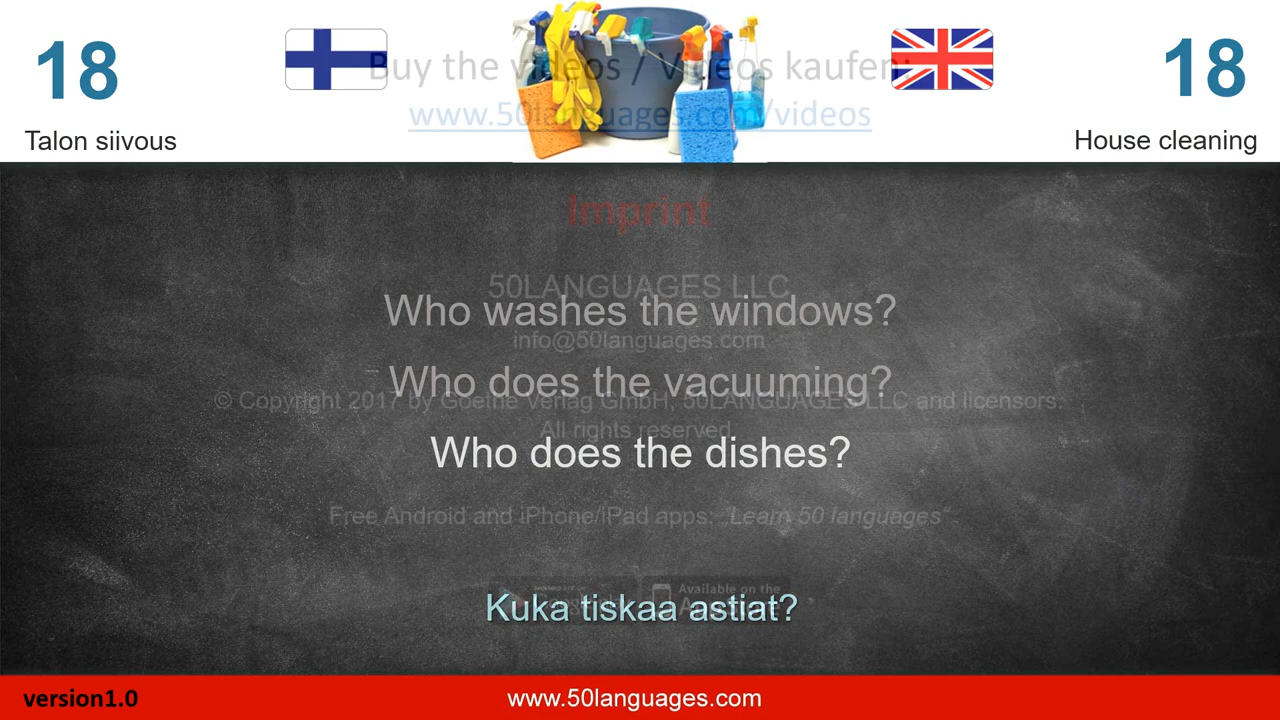 18
18
Buy the videos / Videos kaufen:
www.50languages.com/videos
Talon siivous
House cleaning
Imprint
50LANGUAGES LLC
Who washes the windows?
info@50languages.com
Who does the vacuuming?
© Copyright 2017 by Goethe Verlag GmbH, 50LANGUAGES LLC and licensors.
All rights reserved.
Who does the dishes?
Free Android and iPhone/iPad apps: “Learn 50 languages“
Available on the
Kuka tiskaa astiat?
version1.0
www.50languages.com